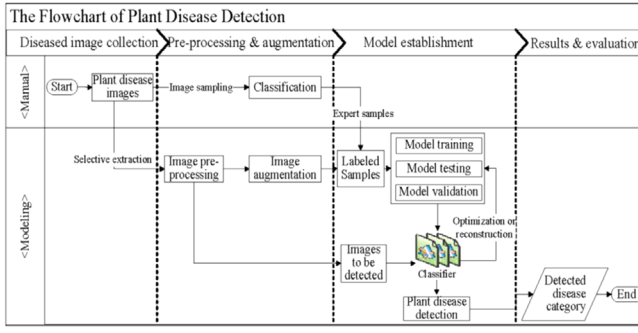 The Flowchart of Plant Disease Detection
Diseased image collection
Pre-processing & augmentation
Model establishment
Results & evaluation
<Manual>
Start
Plant disease
images
Image sampling
Classification
Expert samples
<Modeling>
Selective extraction
Image pre-
processing
Image
augmentation
Labeled
Samples
Model training
Model testing
Model validation
Optimization or
reconstruction
Images
to be
detected
Classifier
Plant disease
detection
Detected
disease
category
End